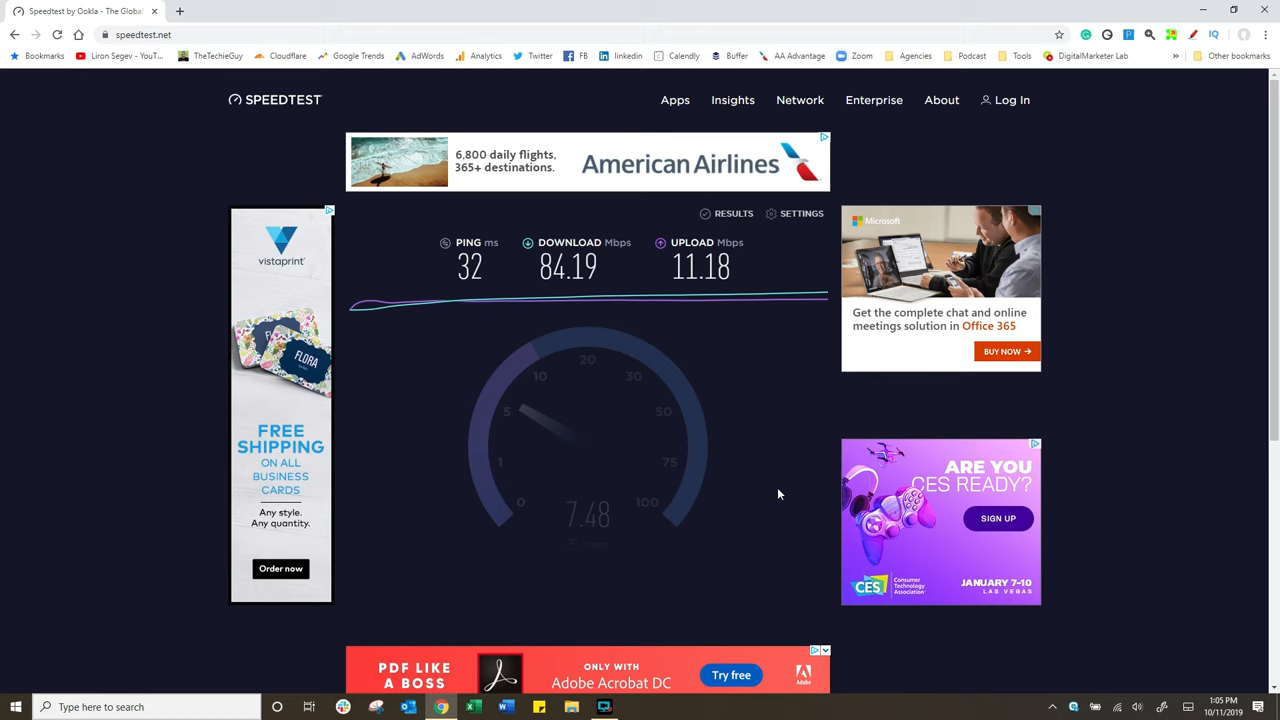 Speedtest by Ookla - The Global
speedtest.net
Bookmarks
Liron Segev - YouT...
TheTechieGuy
Cloudflare
Google Trends
AdWords
Analytics
Twitter
FB
linkedin
Calendly
Buffer
AA Advantage
Zoom
Agencies
Podcast
Tools
DigitalMarketer Lab
»
Other bookmarks
SPEEDTEST
Apps
Insights
Network
Enterprise
About
Log In
6,800 daily flights,
365+ destinations.
American Airlines
RESULTS
SETTINGS
PING ms
DOWNLOAD Mbps
UPLOAD Mbps
32
84.19
11.18
0
1
5
10
20
30
50
75
100
7.48
Mbps
vistaprint
FLORA
FREE
SHIPPING
ON ALL
BUSINESS
CARDS
Any style.
Any quantity.
Order now
Microsoft
Get the complete chat and online
meetings solution in Office 365
BUY NOW →
ARE YOU
CES READY?
SIGN UP
CES
Consumer
Technology
Association
JANUARY 7-10
LAS VEGAS
PDF LIKE
A BOSS
ONLY WITH
Adobe Acrobat DC
Try free
Adobe
Type here to search
1:05 PM
10/11/2019